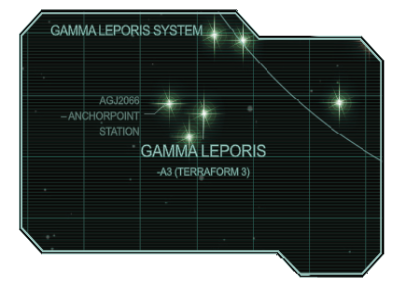 GAMMA LEPORIS SYSTEM
AGJ2066
– ANCHORPOINT
STATION
GAMMA LEPORIS
-A3 (TERRAFORM 3)